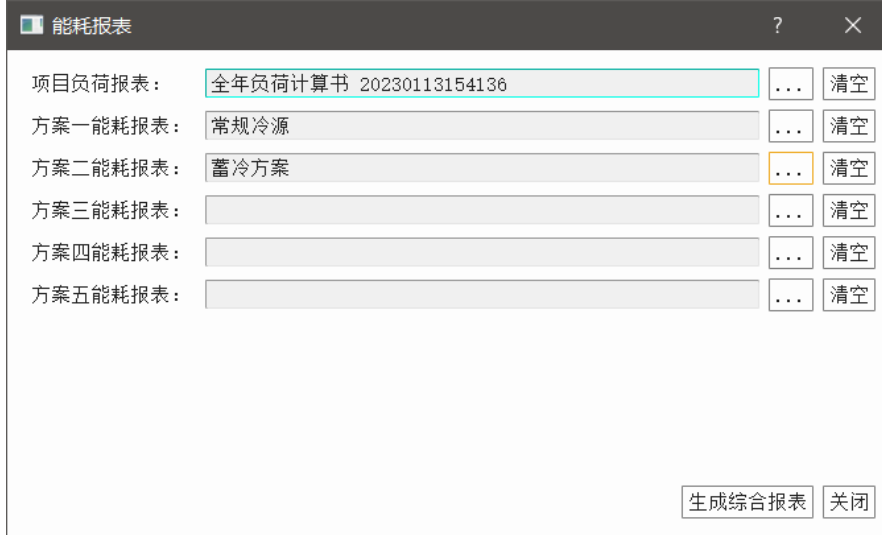 能耗报表 ?
项目负荷报表： 全年负荷计算书 20230113154136 ... 清空
方案一能耗报表： 常规冷源 ... 清空
方案二能耗报表： 蓄冷方案 ... 清空
方案三能耗报表： ... 清空
方案四能耗报表： ... 清空
方案五能耗报表： ... 清空
生成综合报表 关闭